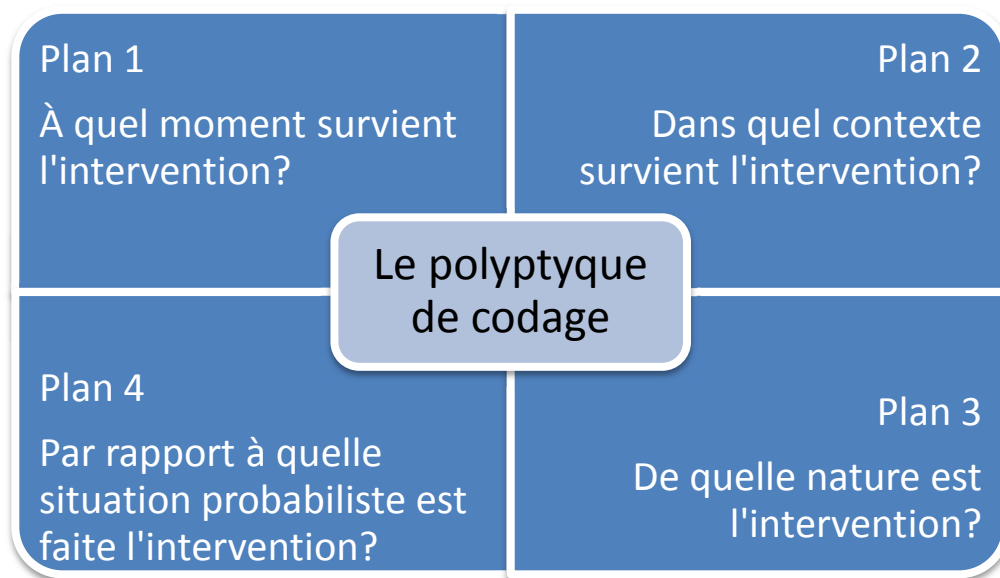 Plan 1
À quel moment survient
l'intervention?
Plan 2
Dans quel contexte
survient l'intervention?
Le polyptyque
de codage
Plan 4
Par rapport à quelle
situation probabiliste est
faite l'intervention?
Plan 3
De quelle nature est
l'intervention?